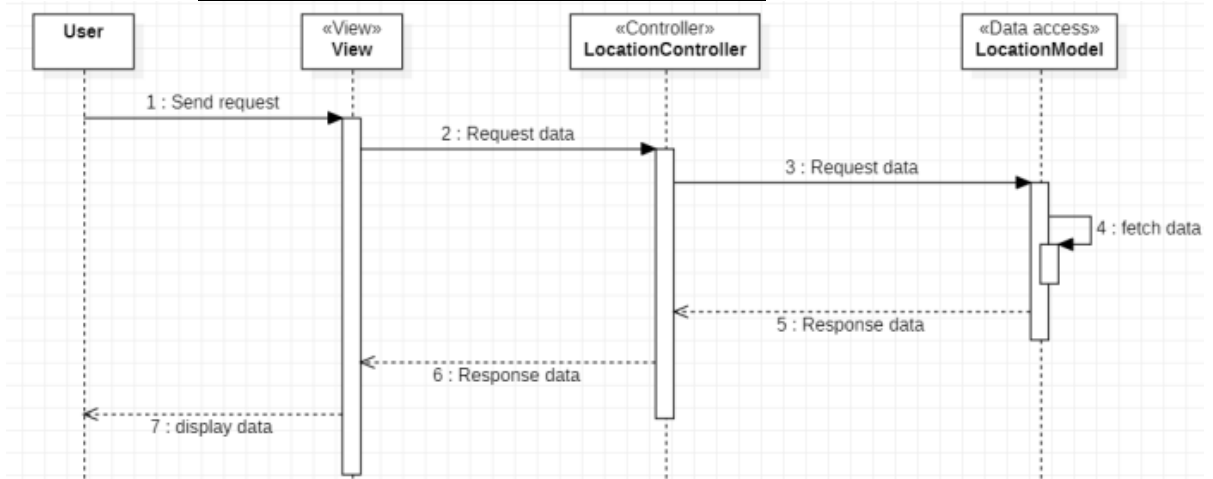 User
«View»
View
«Controller»
LocationController
«Data access»
LocationModel
1 : Send request
2 : Request data
3 : Request data
4 : fetch data
5 : Response data
6 : Response data
7 : display data